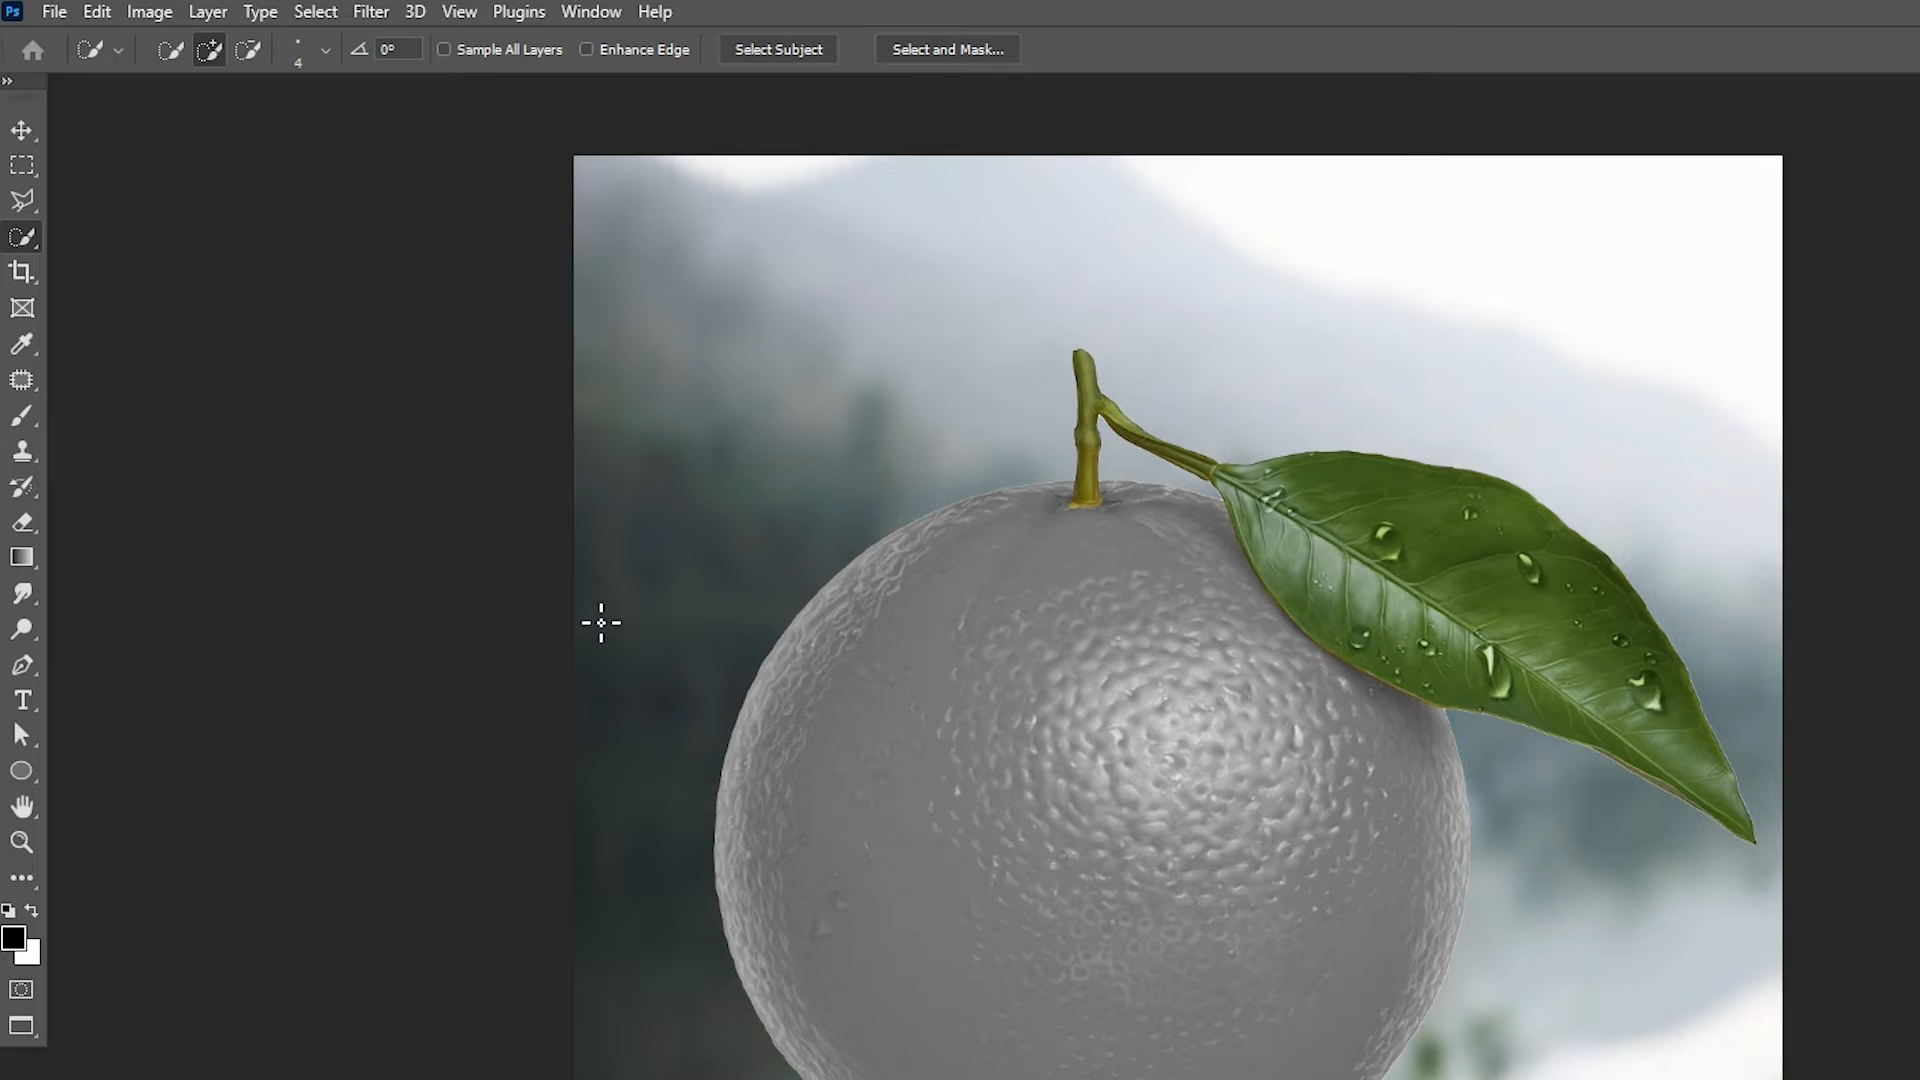 Ps File Edit Image Layer Type Select Filter 3D View Plugins Window Help
4 0° Sample All Layers Enhance Edge Select Subject Select and Mask...